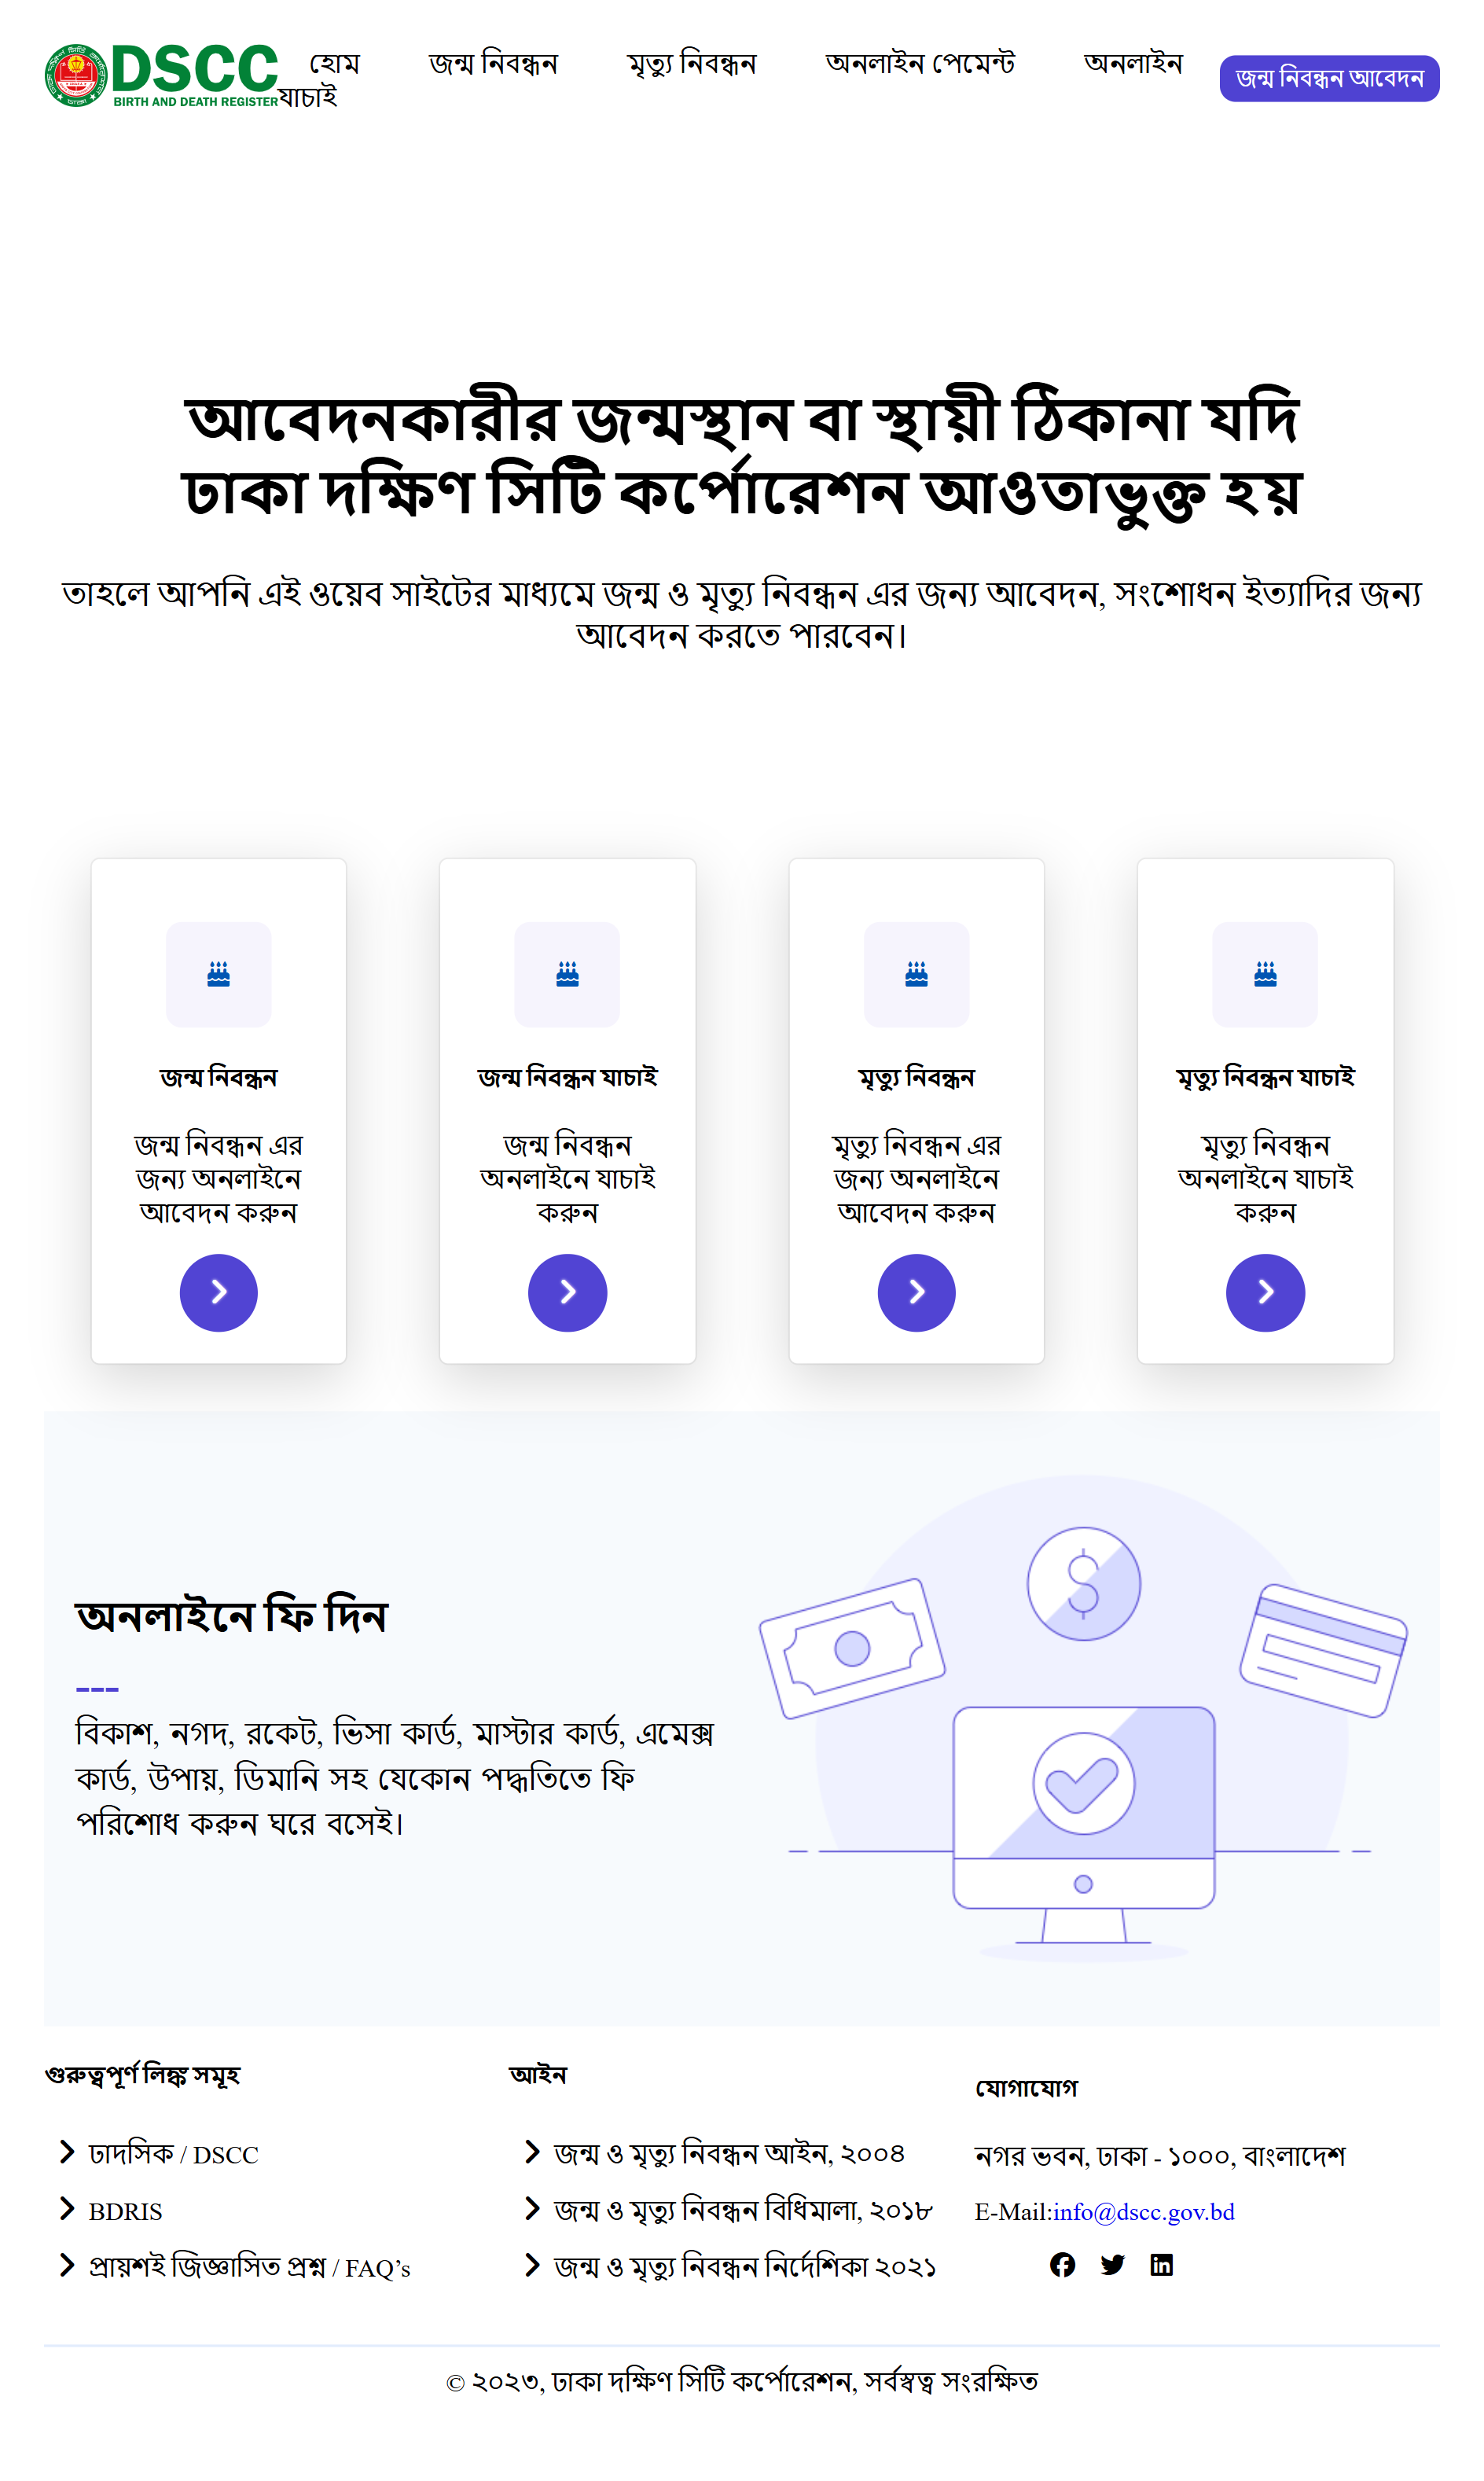 DSCC
BIRTH AND DEATH REGISTER
হোম জন্ম নিবন্ধন মৃত্যু নিবন্ধন অনলাইন পেমেন্ট অনলাইন
যাচাই
জন্ম নিবন্ধন আবেদন
আবেদনকারীর জন্মস্থান বা স্থায়ী ঠিকানা যদি
ঢাকা দক্ষিণ সিটি কর্পোরেশন আওতাভুক্ত হয়
তাহলে আপনি এই ওয়েব সাইটের মাধ্যমে জন্ম ও মৃত্যু নিবন্ধন এর জন্য আবেদন, সংশোধন ইত্যাদির জন্য
আবেদন করতে পারবেন।
জন্ম নিবন্ধন
জন্ম নিবন্ধন এর
জন্য অনলাইনে
আবেদন করুন
জন্ম নিবন্ধন যাচাই
জন্ম নিবন্ধন
অনলাইনে যাচাই
করুন
মৃত্যু নিবন্ধন
মৃত্যু নিবন্ধন এর
জন্য অনলাইনে
আবেদন করুন
মৃত্যু নিবন্ধন যাচাই
মৃত্যু নিবন্ধন
অনলাইনে যাচাই
করুন
অনলাইনে ফি দিন
---
বিকাশ, নগদ, রকেট, ভিসা কার্ড, মাস্টার কার্ড, এমেক্স
কার্ড, উপায়, ডিমানি সহ যেকোন পদ্ধতিতে ফি
পরিশোধ করুন ঘরে বসেই।
$
গুরুত্বপূর্ণ লিঙ্ক সমূহ
ঢাদসিক / DSCC
BDRIS
প্রায়শই জিজ্ঞাসিত প্রশ্ন / FAQ’s
আইন
জন্ম ও মৃত্যু নিবন্ধন আইন, ২০০৪
জন্ম ও মৃত্যু নিবন্ধন বিধিমালা, ২০১৮
জন্ম ও মৃত্যু নিবন্ধন নির্দেশিকা ২০২১
যোগাযোগ
নগর ভবন, ঢাকা - ১০০০, বাংলাদেশ
E-Mail:info@dscc.gov.bd
© ২০২৩, ঢাকা দক্ষিণ সিটি কর্পোরেশন, সর্বস্বত্ব সংরক্ষিত